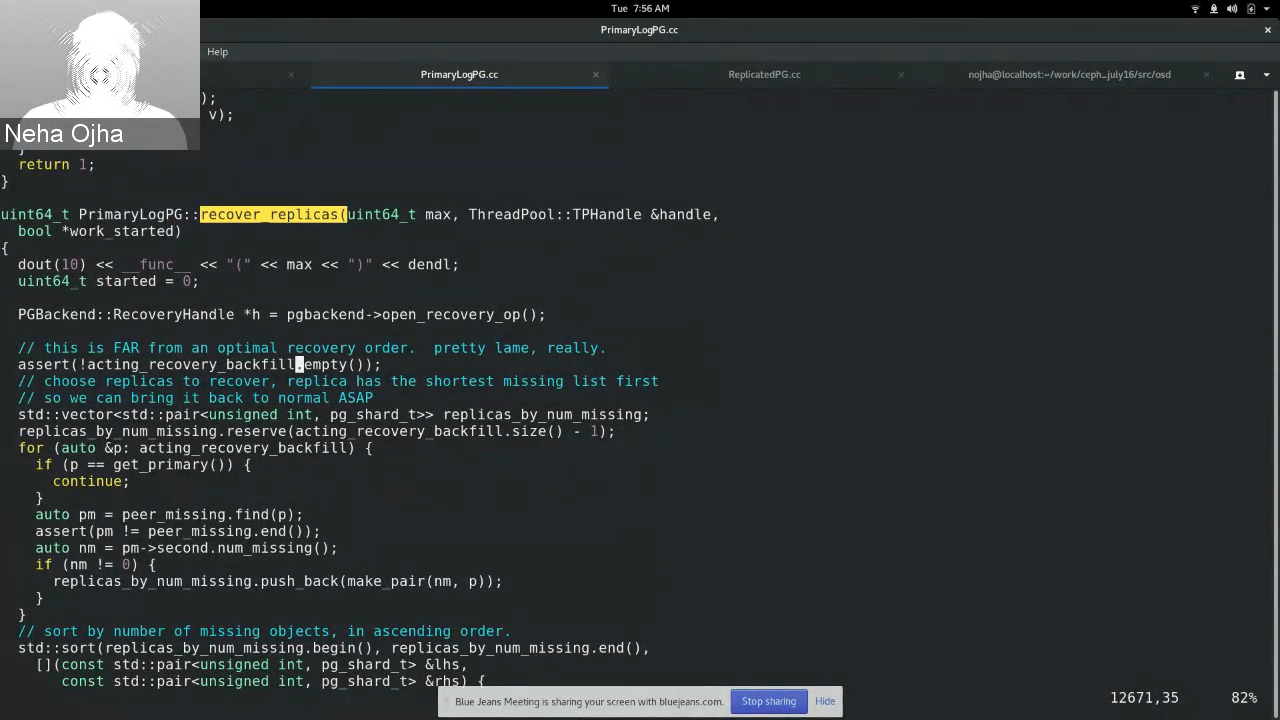 Tue 7:56 AM
PrimaryLogPG.cc
Help
PrimaryLogPG.cc
ReplicatedPG.cc
nojha@localhost:~/work/ceph_july16/src/osd
Neha Ojha
);
v);
}
return 1;
}
uint64_t PrimaryLogPG::recover_replicas(uint64_t max, ThreadPool::TPHandle &handle,
bool *work_started)
{
dout(10) << __func__ << "(" << max << ")" << dendl;
uint64_t started = 0;
PGBackend::RecoveryHandle *h = pgbackend->open_recovery_op();
// this is FAR from an optimal recovery order.  pretty lame, really.
assert(!acting_recovery_backfill.empty());
// choose replicas to recover, replica has the shortest missing list first
// so we can bring it back to normal ASAP
std::vector<std::pair<unsigned int, pg_shard_t>> replicas_by_num_missing;
replicas_by_num_missing.reserve(acting_recovery_backfill.size() - 1);
for (auto &p: acting_recovery_backfill) {
if (p == get_primary()) {
continue;
}
auto pm = peer_missing.find(p);
assert(pm != peer_missing.end());
auto nm = pm->second.num_missing();
if (nm != 0) {
replicas_by_num_missing.push_back(make_pair(nm, p));
}
}
// sort by number of missing objects, in ascending order.
std::sort(replicas_by_num_missing.begin(), replicas_by_num_missing.end(),
[](const std::pair<unsigned int, pg_shard_t> &lhs,
const std::pair<unsigned int, pg_shard_t> &rhs) {
12671,35
82%
Blue Jeans Meeting is sharing your screen with bluejeans.com.
Stop sharing
Hide